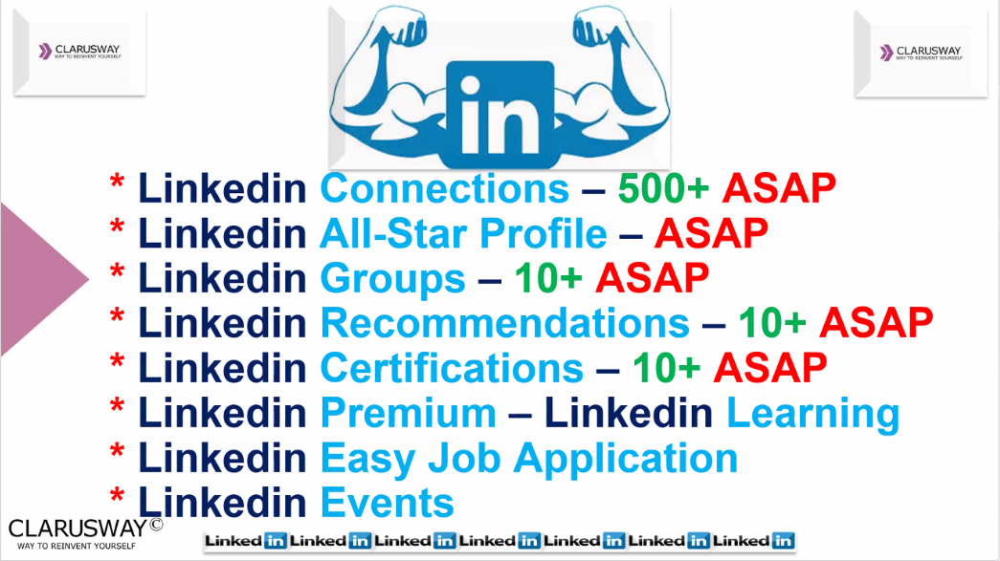 CLARUSWAY
WAY TO REINVENT YOURSELF
in
CLARUSWAY
WAY TO REINVENT YOURSELF
* Linkedin Connections – 500+ ASAP
* Linkedin All-Star Profile – ASAP
* Linkedin Groups – 10+ ASAP
* Linkedin Recommendations – 10+ ASAP
* Linkedin Certifications – 10+ ASAP
* Linkedin Premium – Linkedin Learning
* Linkedin Easy Job Application
* Linkedin Events
CLARUSWAY©
WAY TO REINVENT YOURSELF
Linked in Linked in Linked in Linked in Linked in Linked in Linked in